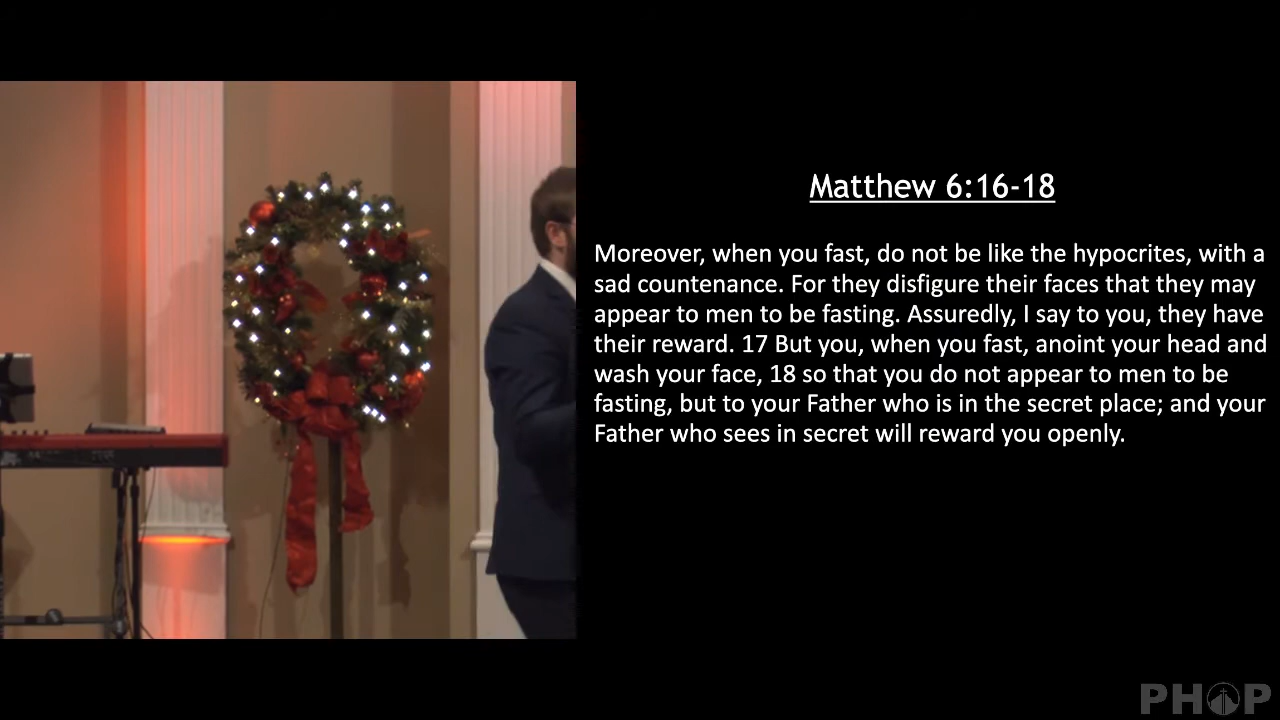 Matthew 6:16-18
Moreover, when you fast, do not be like the hypocrites, with a
sad countenance. For they disfigure their faces that they may
appear to men to be fasting. Assuredly, I say to you, they have
their reward. 17 But you, when you fast, anoint your head and
wash your face, 18 so that you do not appear to men to be
fasting, but to your Father who is in the secret place; and your
Father who sees in secret will reward you openly.
PHOP